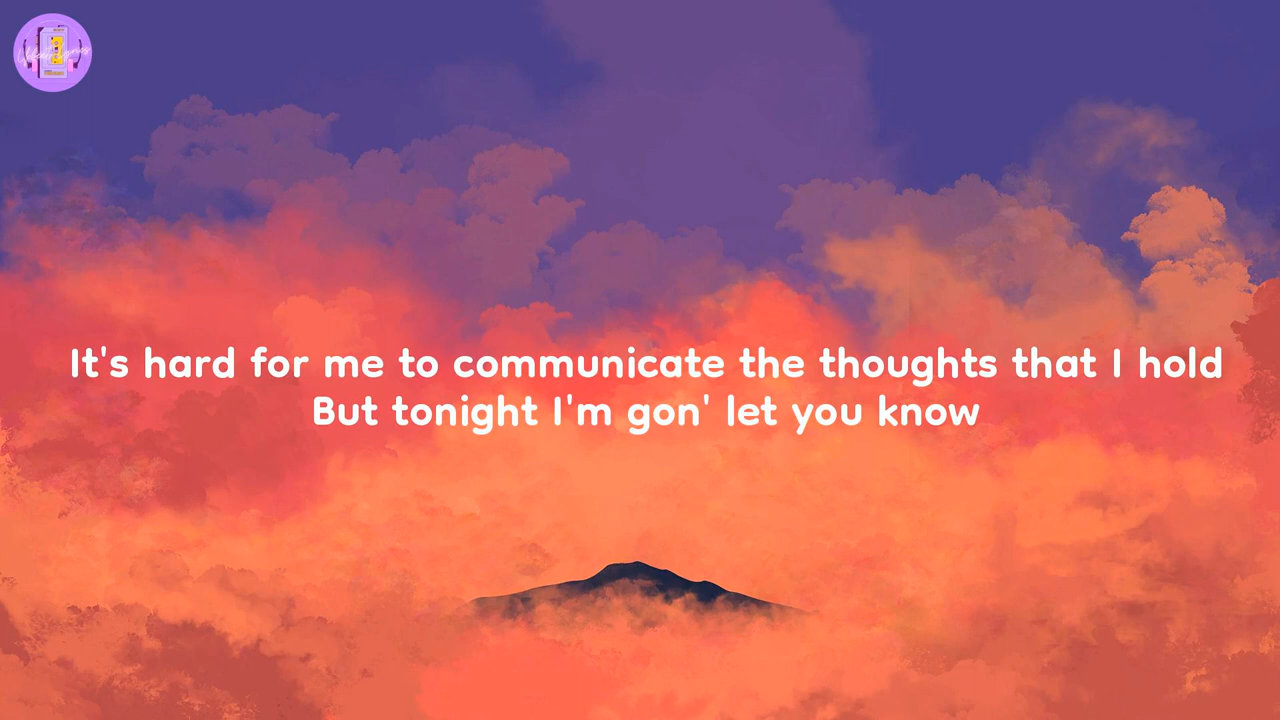 It's hard for me to communicate the thoughts that I hold
But tonight I'm gon' let you know